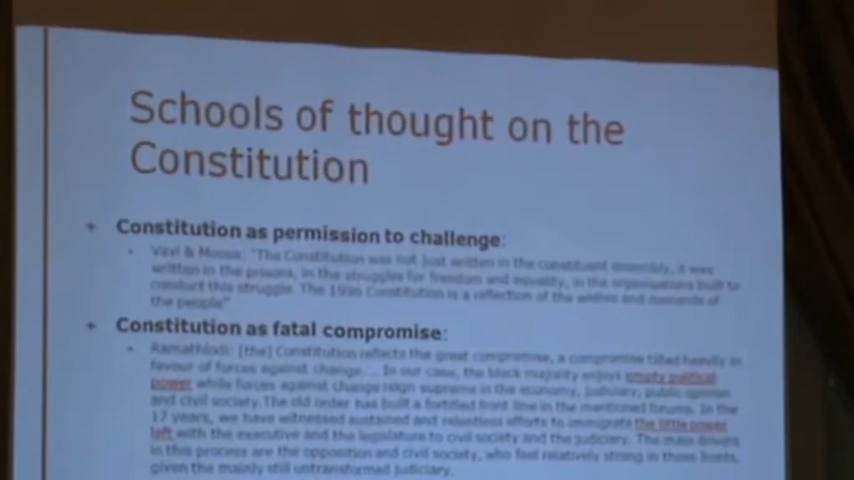 Schools of thought on the
Constitution
+ Constitution as permission to challenge:
- Vavi & Moosa: "The Constitution was not just written in the constituent assembly, it was
written in the prisons, in the struggles for freedom and equality, in the organisations built to
conduct this struggle. The 1996 Constitution is a reflection of the wishes and demands of
the people"
+ Constitution as fatal compromise:
- Ramathlodi: [the] Constitution reflects the great compromise, a compromise tilted heavily in
favour of forces against change.... In our case, the black majority enjoys empty political
power while forces against change reign supreme in the economy, judiciary, public opinion
and civil society. The old order has built a fortified front line in the mentioned forums. In the
17 years, we have witnessed sustained and relentless efforts to immigrate the little power
left with the executive and the legislature to civil society and the judiciary. The main drivers
in this process are the opposition and civil society, who feel relatively strong in those fronts,
given the mainly still untransformed judiciary.